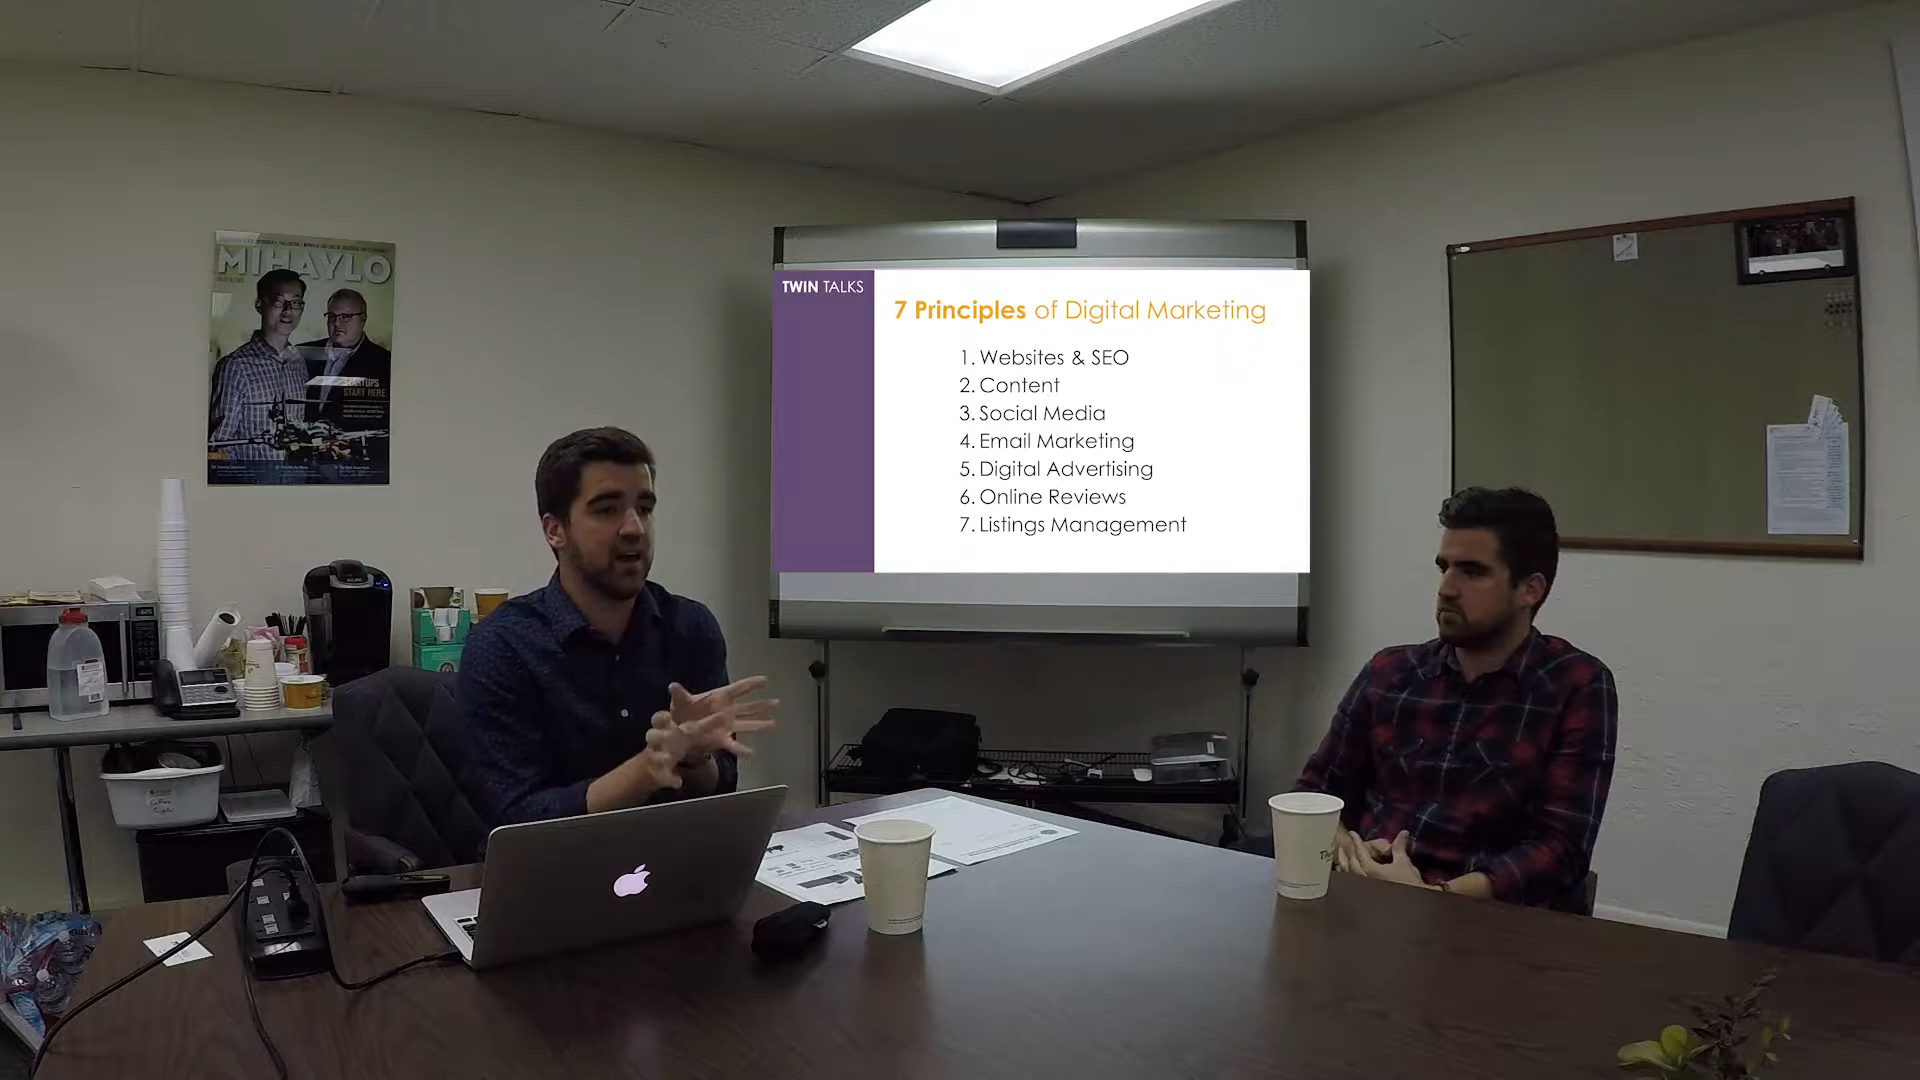 MIHAYLO
STARTUPS
START HERE
TWIN TALKS
7 Principles of Digital Marketing
1. Websites & SEO
2. Content
3. Social Media
4. Email Marketing
5. Digital Advertising
6. Online Reviews
7. Listings Management